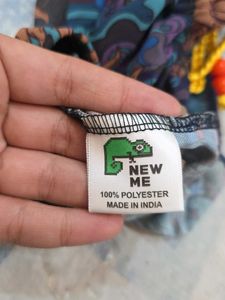 NEW
ME
100% POLYESTER
MADE IN INDIA